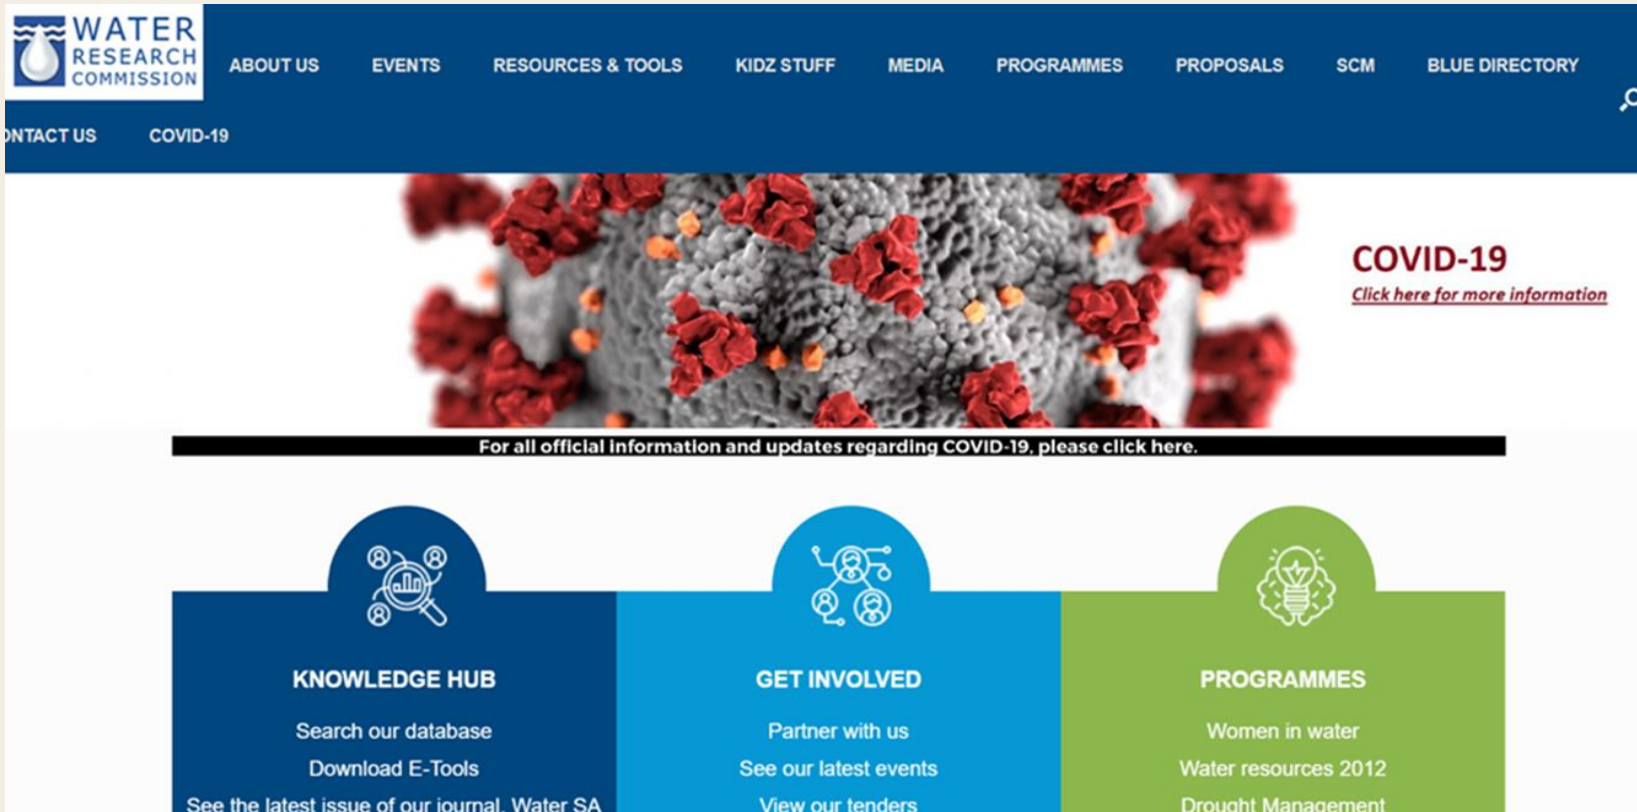 WATER
RESEARCH
COMMISSION
ABOUT US
EVENTS
RESOURCES & TOOLS
KIDZ STUFF
MEDIA
PROGRAMMES
PROPOSALS
SCM
BLUE DIRECTORY
ONTACT US
COVID-19
COVID-19
Click here for more information
For all official information and updates regarding COVID-19, please click here.
KNOWLEDGE HUB
Search our database
Download E-Tools
See the latest issue of our journal, Water SA
GET INVOLVED
Partner with us
See our latest events
View our tenders
PROGRAMMES
Women in water
Water resources 2012
Drought Management